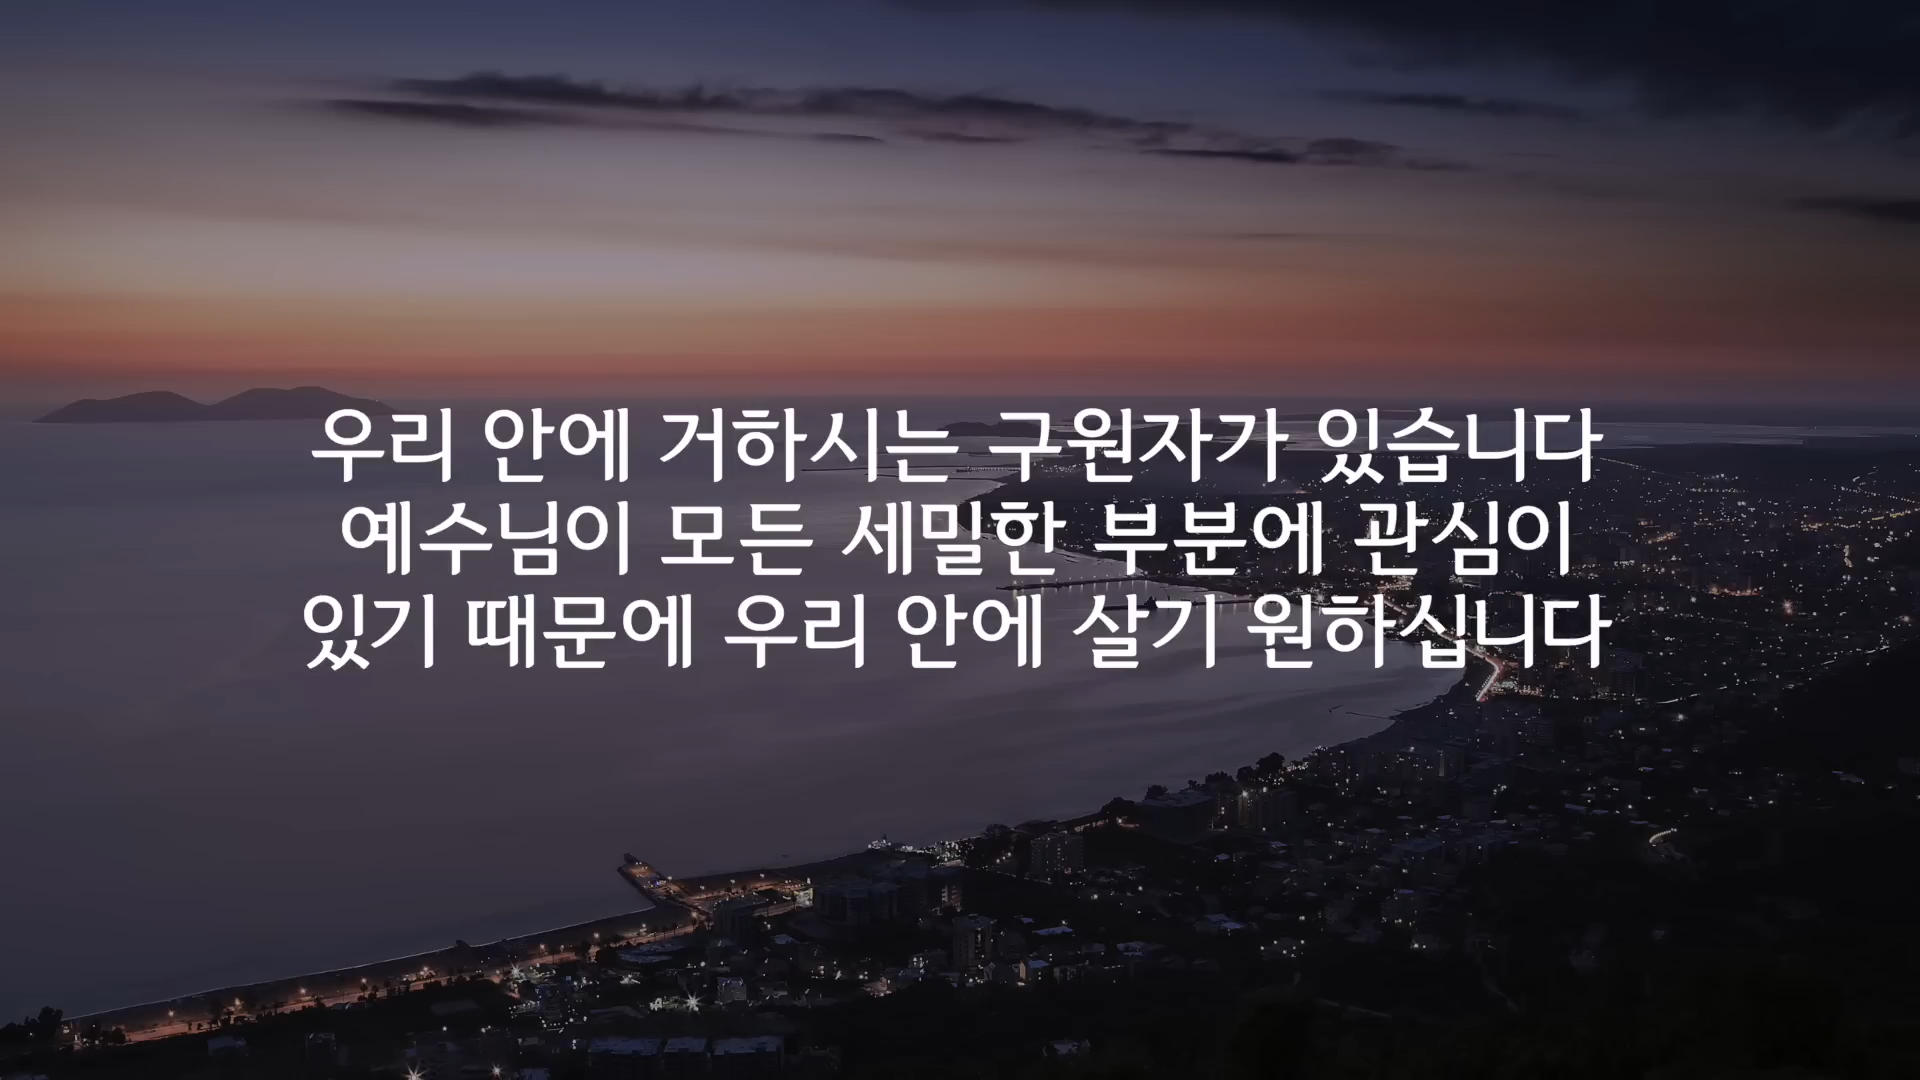 우리 안에 거하시는 구원자가 있습니다
예수님이 모든 세밀한 부분에 관심이
있기 때문에 우리 안에 살기 원하십니다